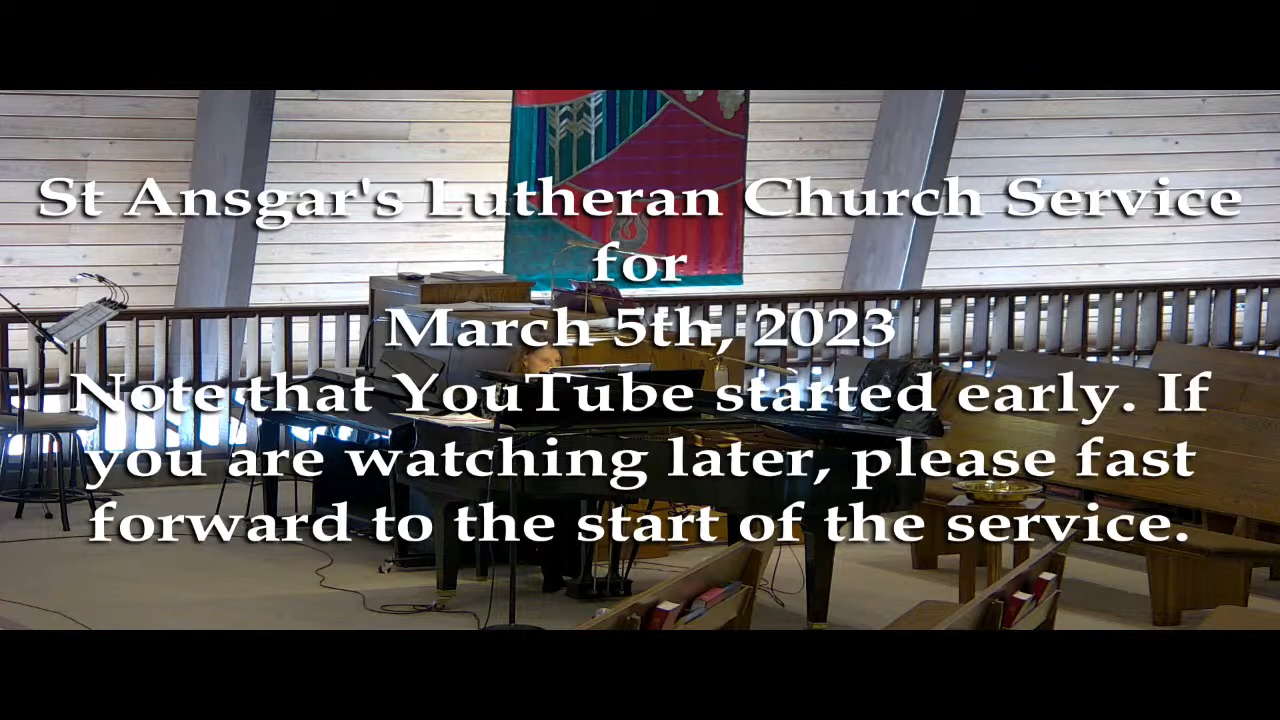 St Ansgar's Lutheran Church Service
for
March 5th, 2023
Note that YouTube started early. If
you are watching later, please fast
forward to the start of the service.